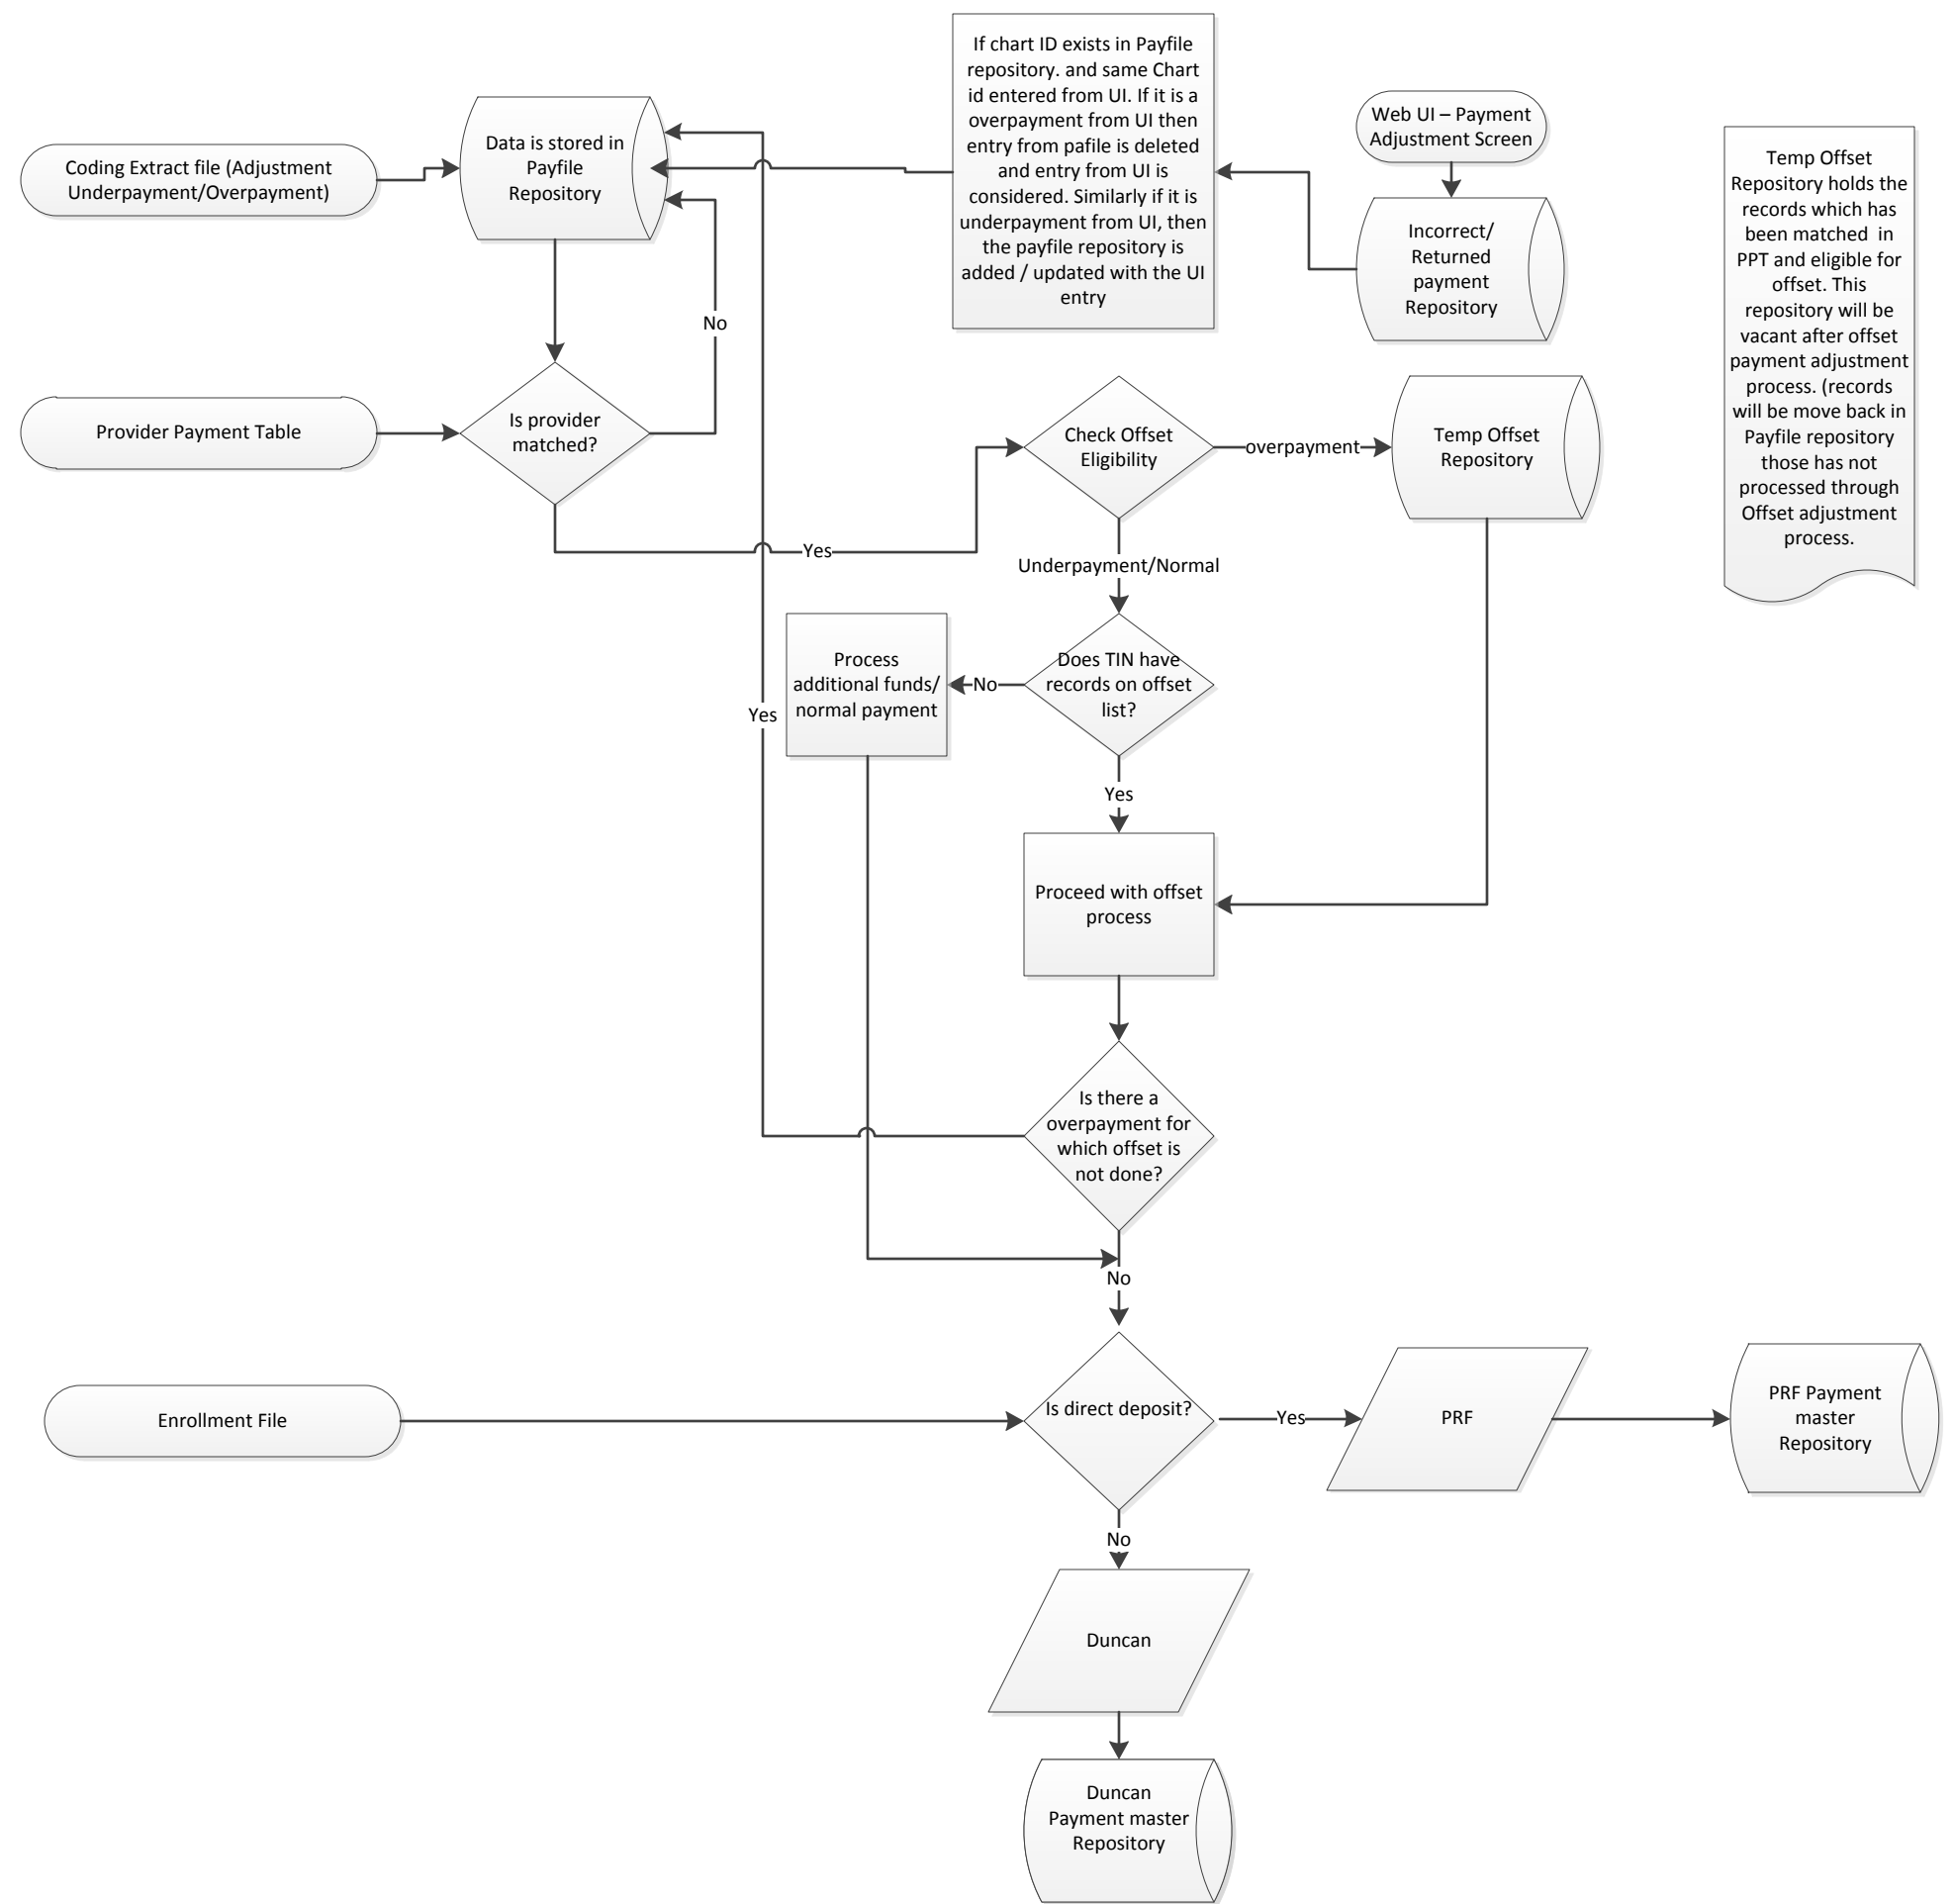 If chart ID exists in Payfile
repository. and same Chart
id entered from UI. If it is a
overpayment from UI then
entry from pafile is deleted
and entry from UI is
considered. Similarly if it is
underpayment from UI, then
the payfile repository is
added / updated with the UI
entry
Web UI – Payment
Adjustment Screen
Temp Offset
Repository holds the
records which has
been matched in
PPT and eligible for
offset. This
repository will be
vacant after offset
payment adjustment
process. (records
will be move back in
Payfile repository
those has not
processed through
Offset adjustment
process.
Coding Extract file (Adjustment
Underpayment/Overpayment)
Data is stored in
Payfile
Repository
Incorrect/
Returned
payment
Repository
No
Provider Payment Table
Is provider
matched?
Check Offset
Eligibility
overpayment
Temp Offset
Repository
Yes
Underpayment/Normal
Process
additional funds/
normal payment
No
Does TIN have
records on offset
list?
Yes
Yes
Proceed with offset
process
Is there a
overpayment for
which offset is
not done?
No
Enrollment File
Is direct deposit?
Yes
PRF
PRF Payment
master
Repository
No
Duncan
Duncan
Payment master
Repository